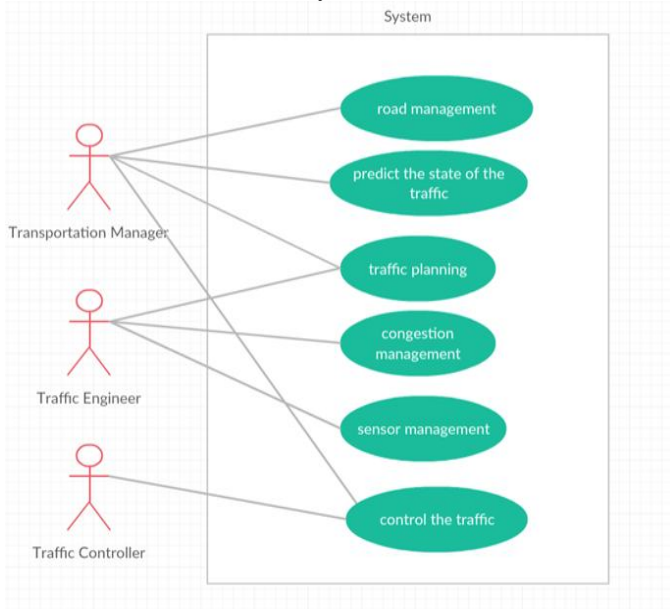 System
road management
predict the state of the
traffic
Transportation Manager
traffic planning
congestion
management
Traffic Engineer
sensor management
control the traffic
Traffic Controller